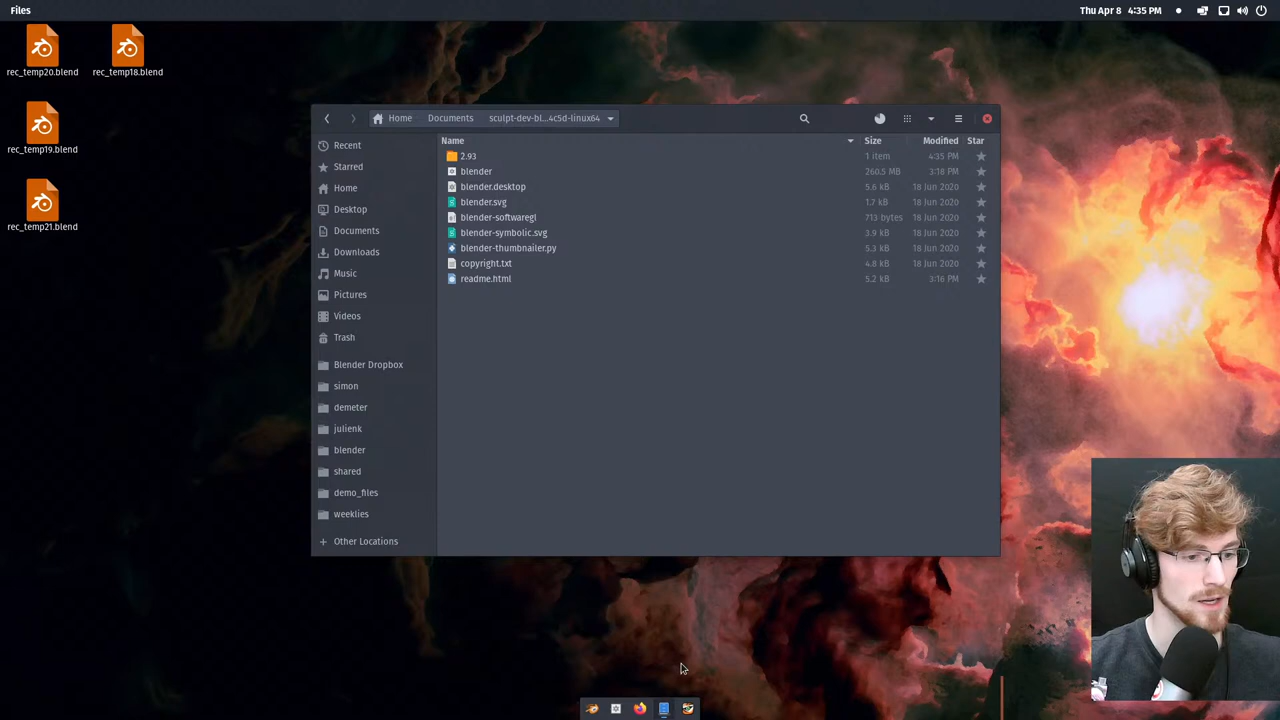 Files
Thu Apr 8 4:35 PM
rec_temp20.blend
rec_temp18.blend
rec_temp19.blend
rec_temp21.blend
Home Documents sculpt-dev-bl...4c5d-linux64
Recent
Starred
Home
Desktop
Documents
Downloads
Music
Pictures
Videos
Trash
Blender Dropbox
simon
demeter
julienk
blender
shared
demo_files
weeklies
Other Locations
Name Size Modified Star
2.93 1 item 4:35 PM
blender 260.5 MB 3:18 PM
blender.desktop 5.6 kB 18 Jun 2020
blender.svg 1.7 kB 18 Jun 2020
blender-softwaregl 713 bytes 18 Jun 2020
blender-symbolic.svg 3.9 kB 18 Jun 2020
blender-thumbnailer.py 5.3 kB 18 Jun 2020
copyright.txt 4.8 kB 18 Jun 2020
readme.html 5.2 kB 3:16 PM